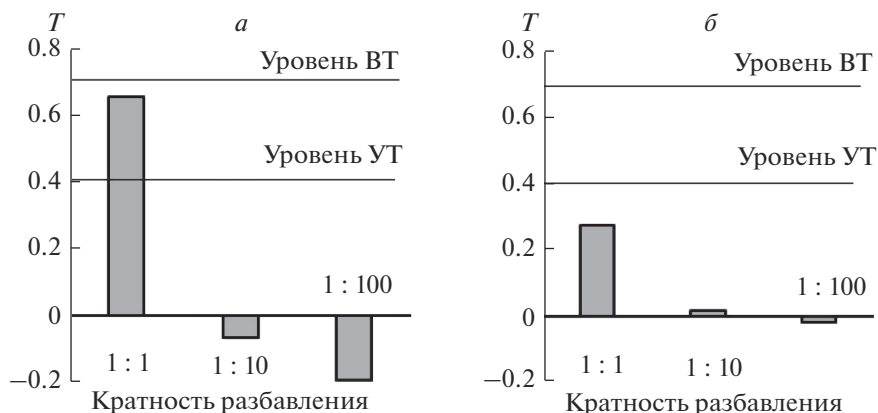 T а
0.8
Уровень ВТ
0.6
Уровень УТ
0.4
0.2
1 : 100
0
1 : 1 1 : 10
−0.2
Кратность разбавления
T б
0.8
Уровень ВТ
0.6
Уровень УТ
0.4
0.2
1 : 100
0
1 : 1 1 : 10
−0.2
Кратность разбавления